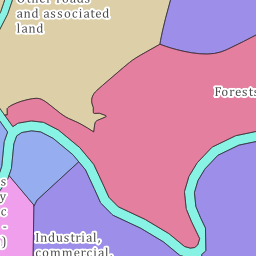 Other roads
and associated
land
Forests
s
y
c
-
)
Industrial,
commercial,